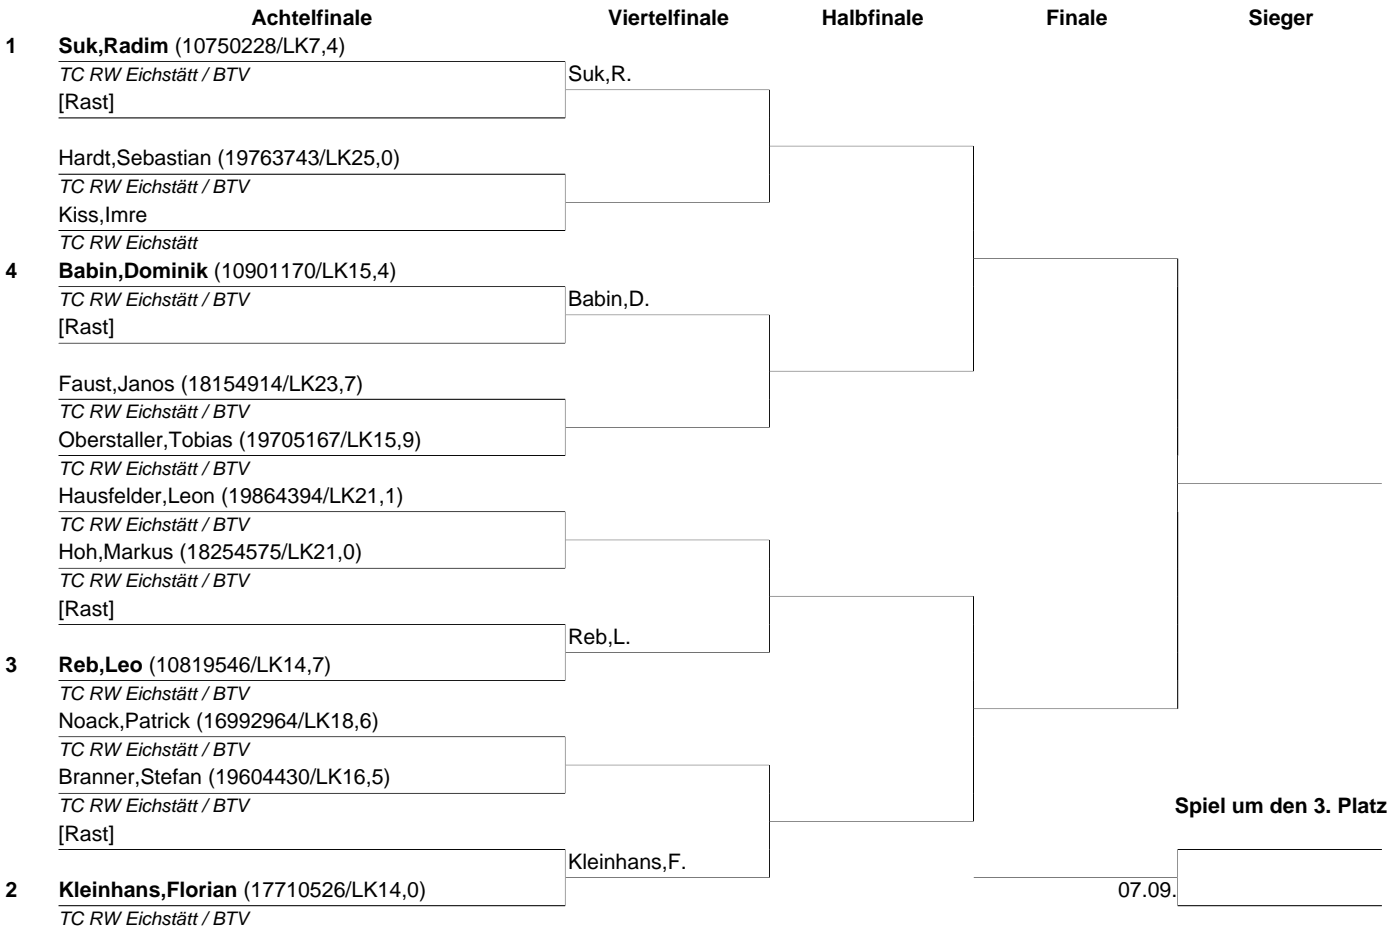 Achtelfinale Viertelfinale Halbfinale Finale Sieger
1 Suk,Radim (10750228/LK7,4)
TC RW Eichstätt / BTV Suk,R.
[Rast]
Hardt,Sebastian (19763743/LK25,0)
TC RW Eichstätt / BTV
Kiss,Imre
TC RW Eichstätt
4 Babin,Dominik (10901170/LK15,4)
TC RW Eichstätt / BTV Babin,D.
[Rast]
Faust,Janos (18154914/LK23,7)
TC RW Eichstätt / BTV
Oberstaller,Tobias (19705167/LK15,9)
TC RW Eichstätt / BTV
Hausfelder,Leon (19864394/LK21,1)
TC RW Eichstätt / BTV
Hoh,Markus (18254575/LK21,0)
TC RW Eichstätt / BTV
[Rast]
Reb,L.
3 Reb,Leo (10819546/LK14,7)
TC RW Eichstätt / BTV
Noack,Patrick (16992964/LK18,6)
TC RW Eichstätt / BTV
Branner,Stefan (19604430/LK16,5)
TC RW Eichstätt / BTV Spiel um den 3. Platz
[Rast]
Kleinhans,F.
2 Kleinhans,Florian (17710526/LK14,0) 07.09.
TC RW Eichstätt / BTV